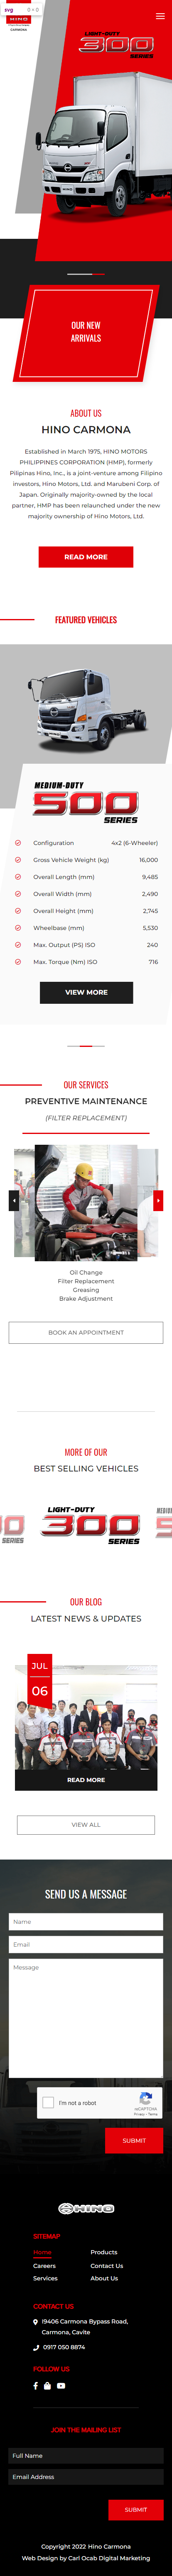 svg 0 × 0
HINO
CARMONA
LIGHT-DUTY
300
SERIES
OUR NEW
ARRIVALS
ABOUT US
HINO CARMONA
Established in March 1975, HINO MOTORS
PHILIPPINES CORPORATION (HMP), formerly
Pilipinas Hino, Inc., is a joint-venture among Filipino
investors, Hino Motors, Ltd. and Marubeni Corp. of
Japan. Originally majority-owned by the local
partner, HMP has been relaunched under the new
majority ownership of Hino Motors, Ltd.
READ MORE
FEATURED VEHICLES
MEDIUM-DUTY
500
SERIES
Configuration 4x2 (6-Wheeler)
Gross Vehicle Weight (kg) 16,000
Overall Length (mm) 9,485
Overall Width (mm) 2,490
Overall Height (mm) 2,745
Wheelbase (mm) 5,530
Max. Output (PS) ISO 240
Max. Torque (Nm) ISO 716
VIEW MORE
OUR SERVICES
PREVENTIVE MAINTENANCE
(FILTER REPLACEMENT)
Oil Change
Filter Replacement
Greasing
Brake Adjustment
BOOK AN APPOINTMENT
MORE OF OUR
BEST SELLING VEHICLES
LIGHT-DUTY
300
SERIES
OUR BLOG
LATEST NEWS & UPDATES
JUL
06
READ MORE
VIEW ALL
SEND US A MESSAGE
Name
Email
Message
I'm not a robot
reCAPTCHA
Privacy - Terms
SUBMIT
HINO
SITEMAP
Home Products
Careers Contact Us
Services About Us
CONTACT US
19406 Carmona Bypass Road,
Carmona, Cavite
0917 050 8874
FOLLOW US
JOIN THE MAILING LIST
Full Name
Email Address
SUBMIT
Copyright 2022 Hino Carmona
Web Design by Carl Ocab Digital Marketing